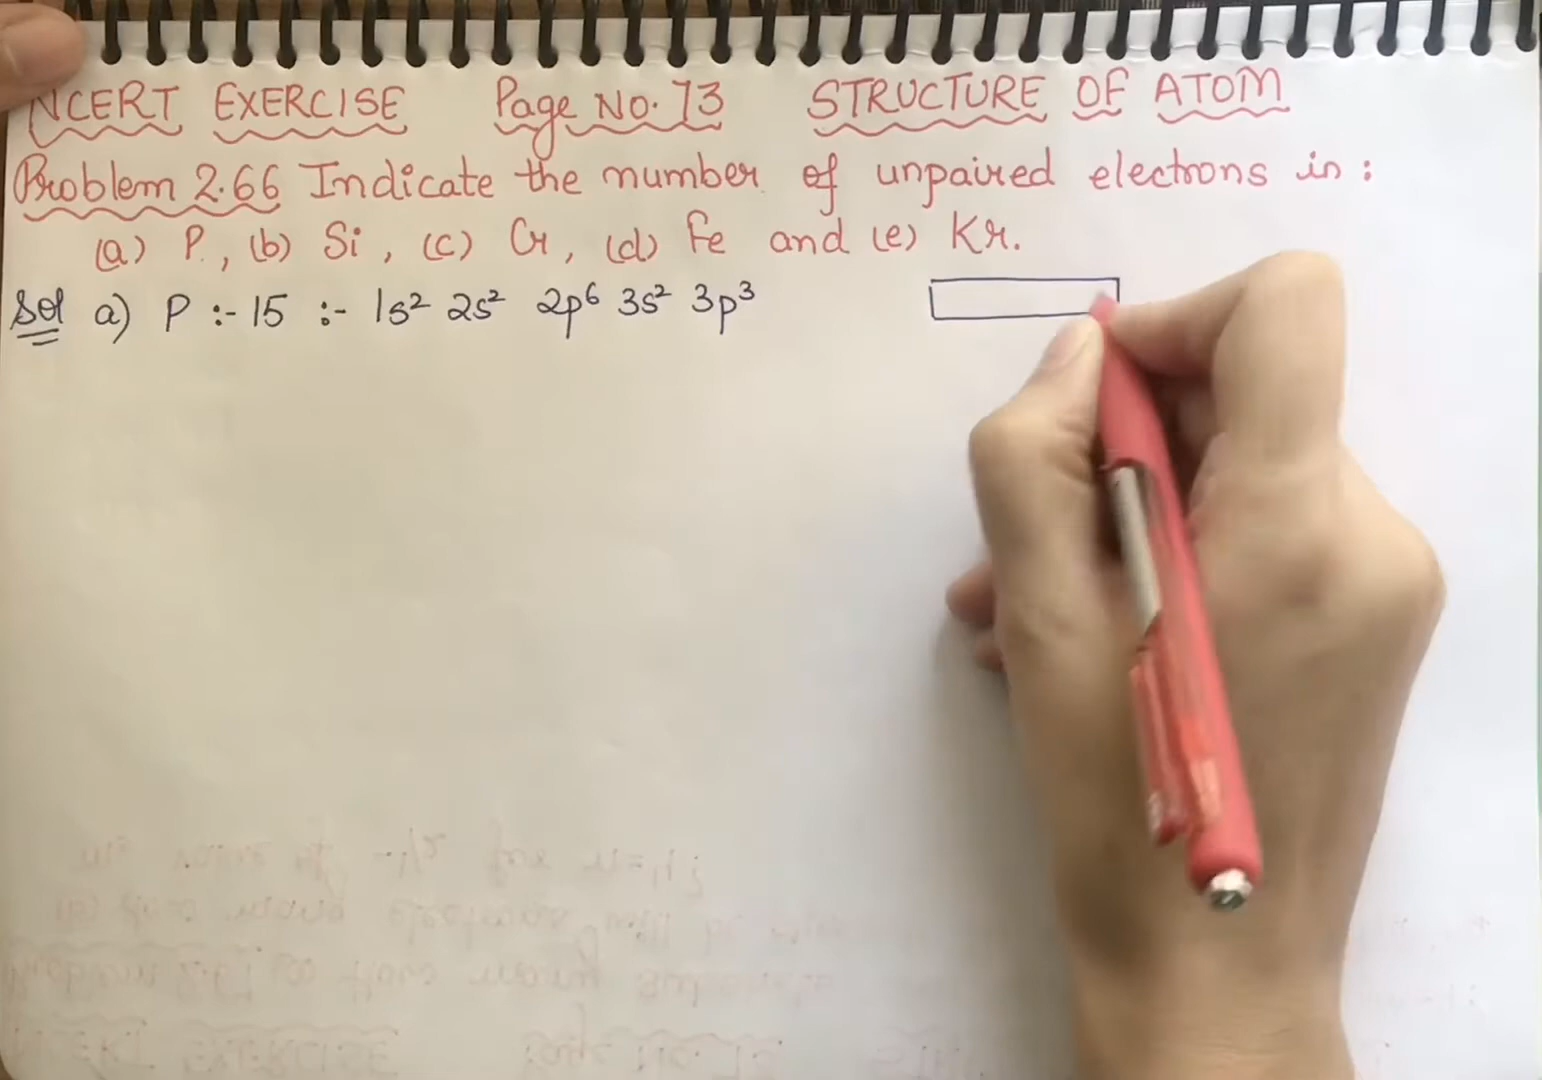 NCERT EXERCISE Page No. 73 STRUCTURE OF ATOM
Problem 2.66 Indicate the number of unpaired electrons in :
(a) P, (b) Si, (c) Cr, (d) Fe and (e) Kr.
Sol a) P :- 15 :- 1s² 2s² 2p⁶ 3s² 3p³